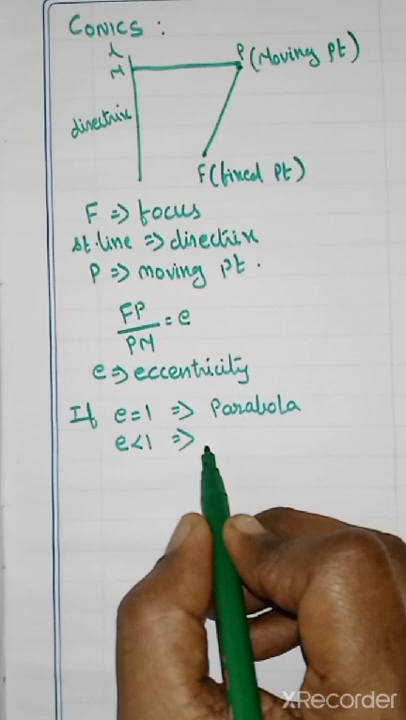 CONICS :
l
M
P (Moving Pt)
directrix
F (fixed Pt)
F => focus
st. line => directrix
P => moving pt.
FP
PM = e
e => eccentricity
If e = 1 => Parabola
e < 1 =>
XRecorder